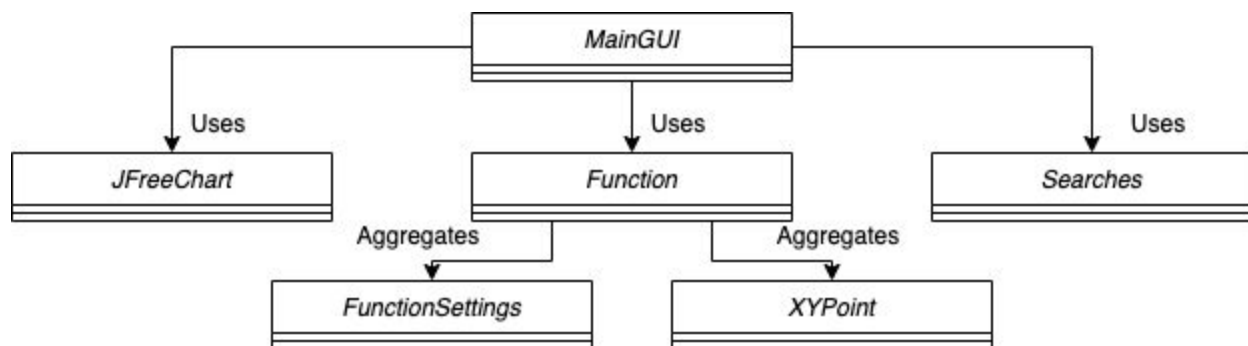 MainGUI
Uses
Uses
Uses
JFreeChart
Function
Searches
Aggregates
Aggregates
FunctionSettings
XYPoint